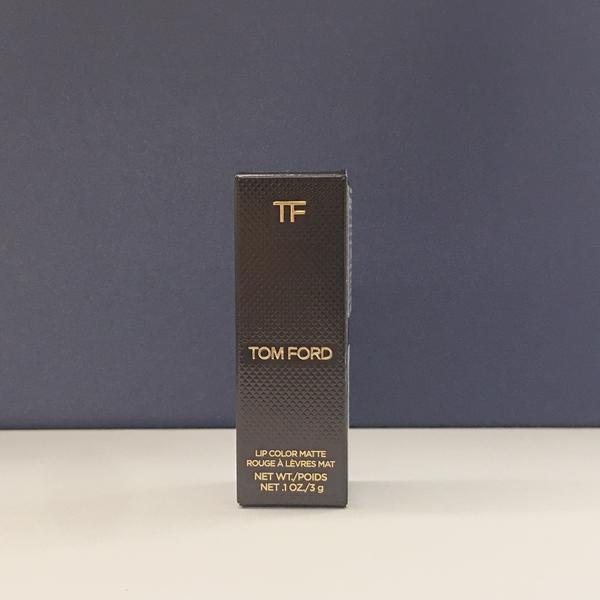 TF
TOM FORD
LIP COLOR MATTE
ROUGE À LÈVRES MAT
NET WT./POIDS
NET .1 OZ./3 g